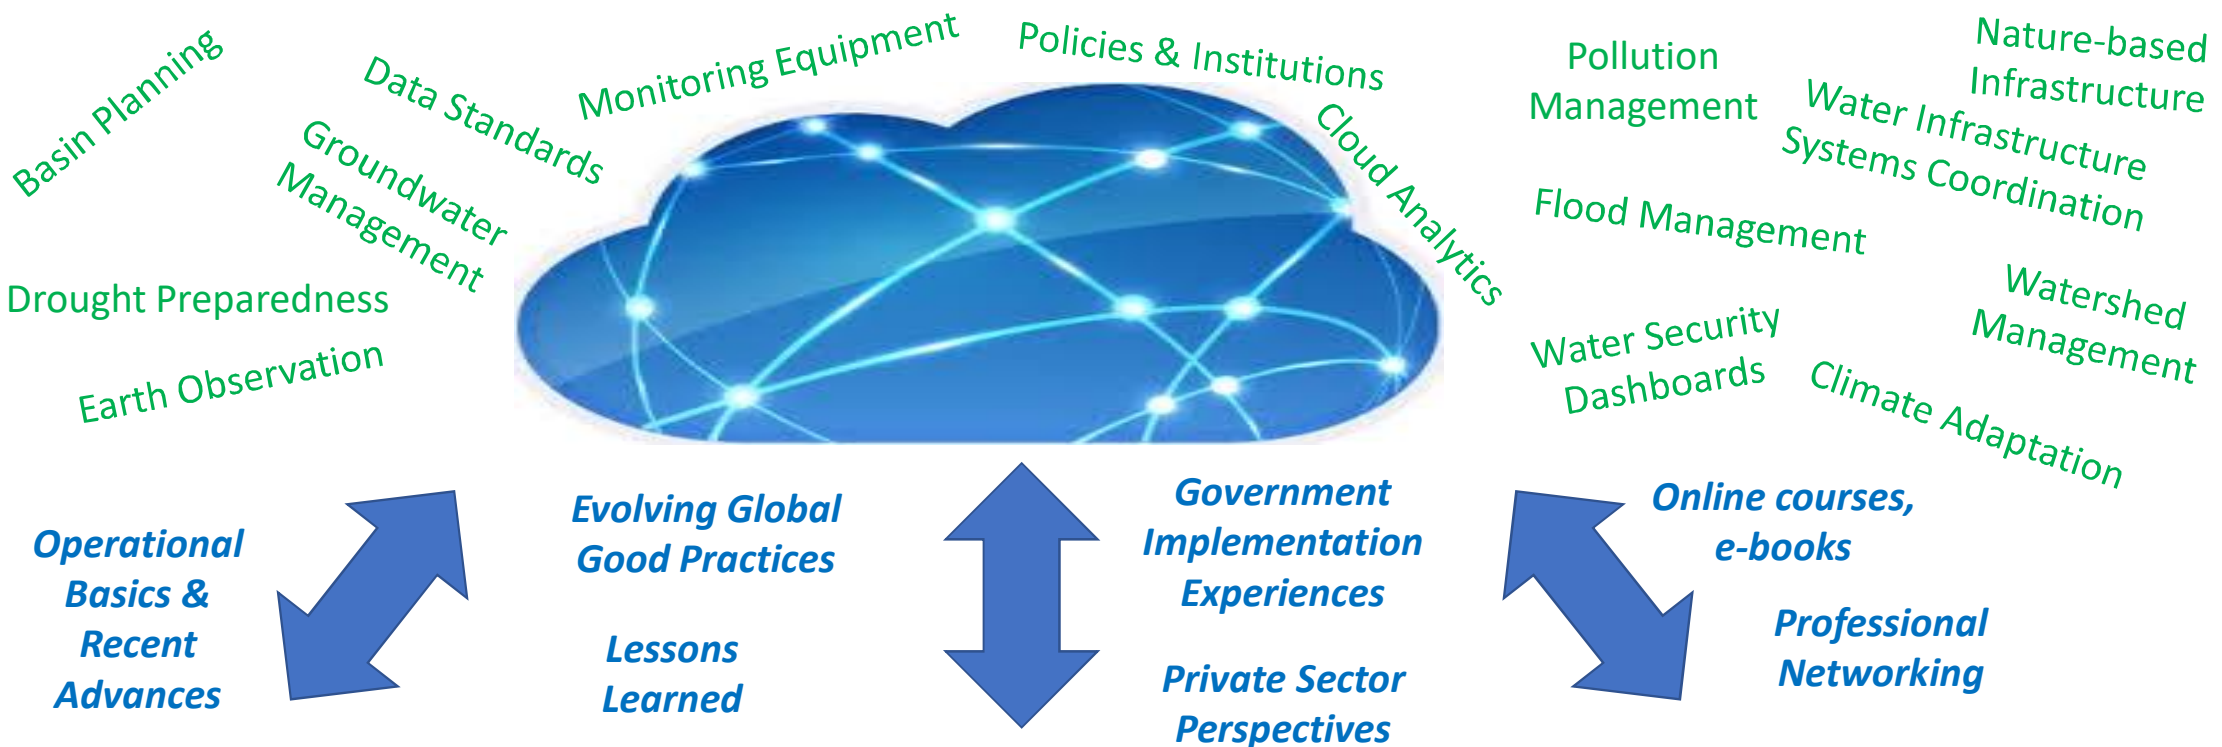 Basin Planning
Data Standards
Groundwater
Management
Drought Preparedness
Earth Observation
Monitoring Equipment
Policies & Institutions
Cloud Analytics
Pollution
Management
Nature-based
Infrastructure
Water Infrastructure
Systems Coordination
Flood Management
Watershed
Management
Water Security
Dashboards
Climate Adaptation
Operational
Basics &
Recent
Advances
Evolving Global
Good Practices
Lessons
Learned
Government
Implementation
Experiences
Private Sector
Perspectives
Online courses,
e-books
Professional
Networking